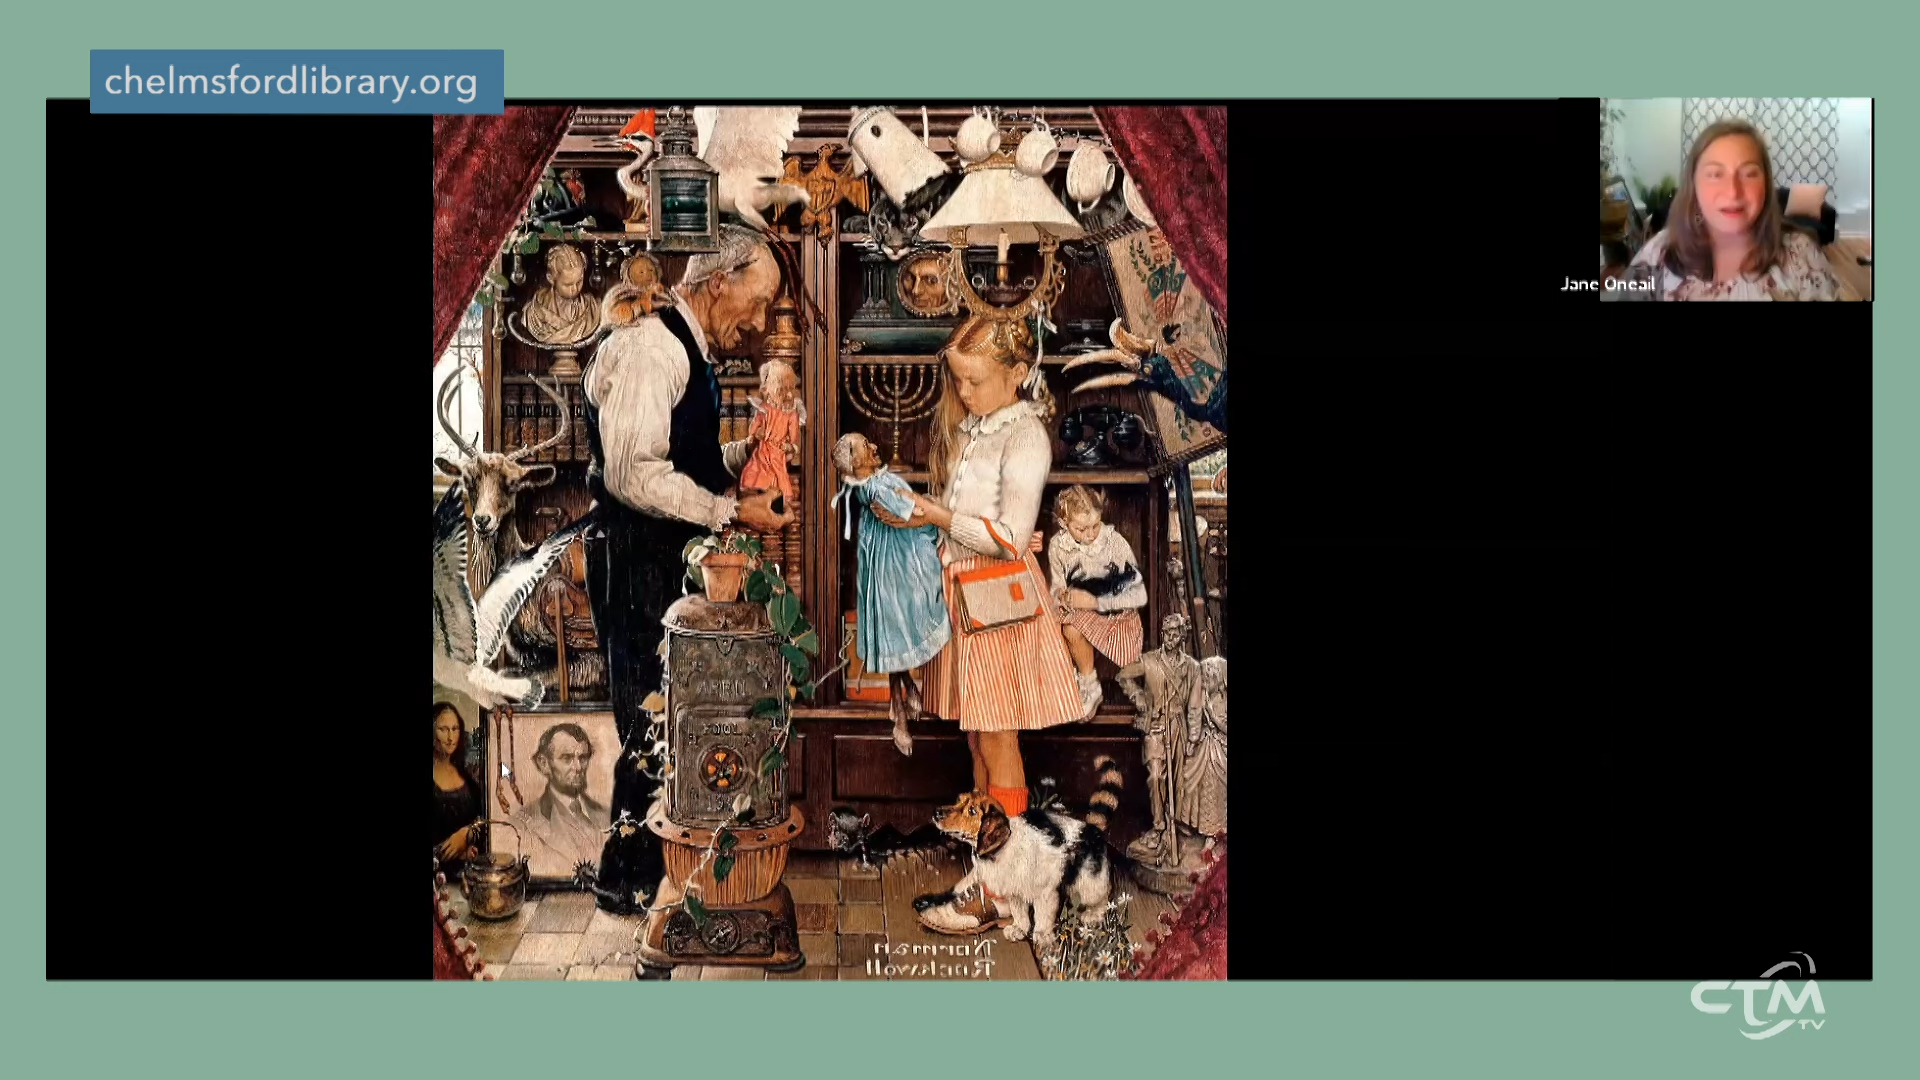 chelmsfordlibrary.org
Jane Oneail
APRIL
FOOL
Norman
Rockwell
CTM
TV